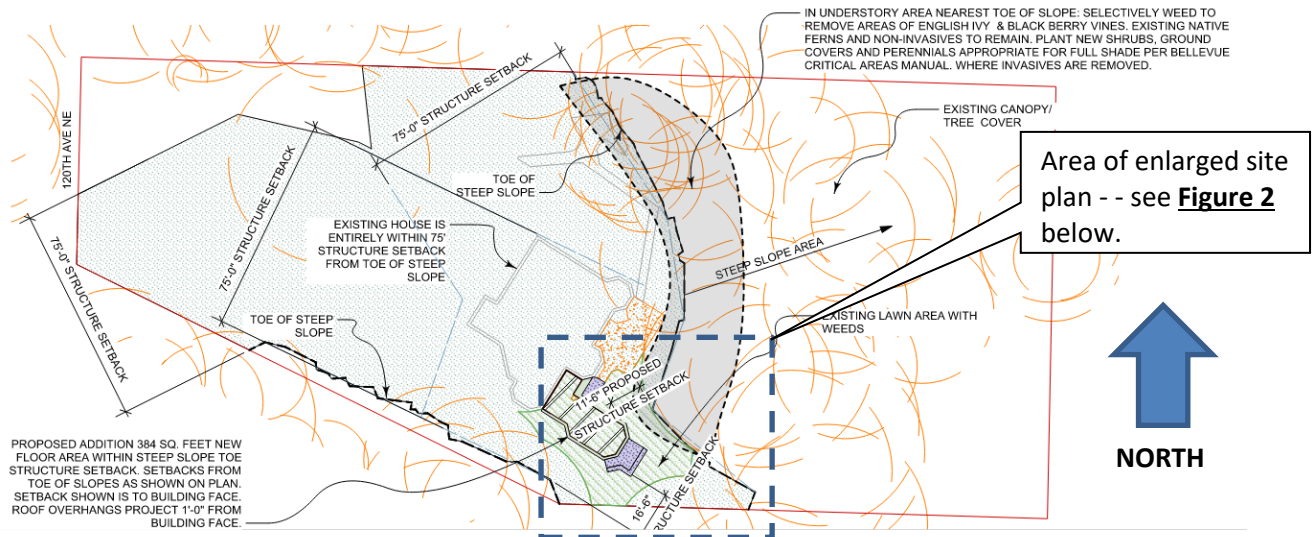 IN UNDERSTORY AREA NEAREST TOE OF SLOPE: SELECTIVELY WEED TO
REMOVE AREAS OF ENGLISH IVY & BLACK BERRY VINES. EXISTING NATIVE
FERNS AND NON-INVASIVES TO REMAIN. PLANT NEW SHRUBS, GROUND
COVERS AND PERENNIALS APPROPRIATE FOR FULL SHADE PER BELLEVUE
CRITICAL AREAS MANUAL. WHERE INVASIVES ARE REMOVED.
75'-0" STRUCTURE SETBACK
120TH AVE NE
EXISTING CANOPY/
TREE COVER
Area of enlarged site
plan - - see Figure 2
below.
TOE OF
STEEP SLOPE
75'-0" STRUCTURE SETBACK
EXISTING HOUSE IS
ENTIRELY WITHIN 75'
STRUCTURE SETBACK
FROM TOE OF STEEP
SLOPE
75'-0" STRUCTURE SETBACK
STEEP SLOPE AREA
TOE OF STEEP
SLOPE
EXISTING LAWN AREA WITH
WEEDS
11'-6" PROPOSED
STRUCTURE SETBACK
NORTH
PROPOSED ADDITION 384 SQ. FEET NEW
FLOOR AREA WITHIN STEEP SLOPE TOE
STRUCTURE SETBACK. SETBACKS FROM
TOE OF SLOPES AS SHOWN ON PLAN.
SETBACK SHOWN IS TO BUILDING FACE.
ROOF OVERHANGS PROJECT 1'-0" FROM
BUILDING FACE.
16'-6"
STRUCTURE SETBACK